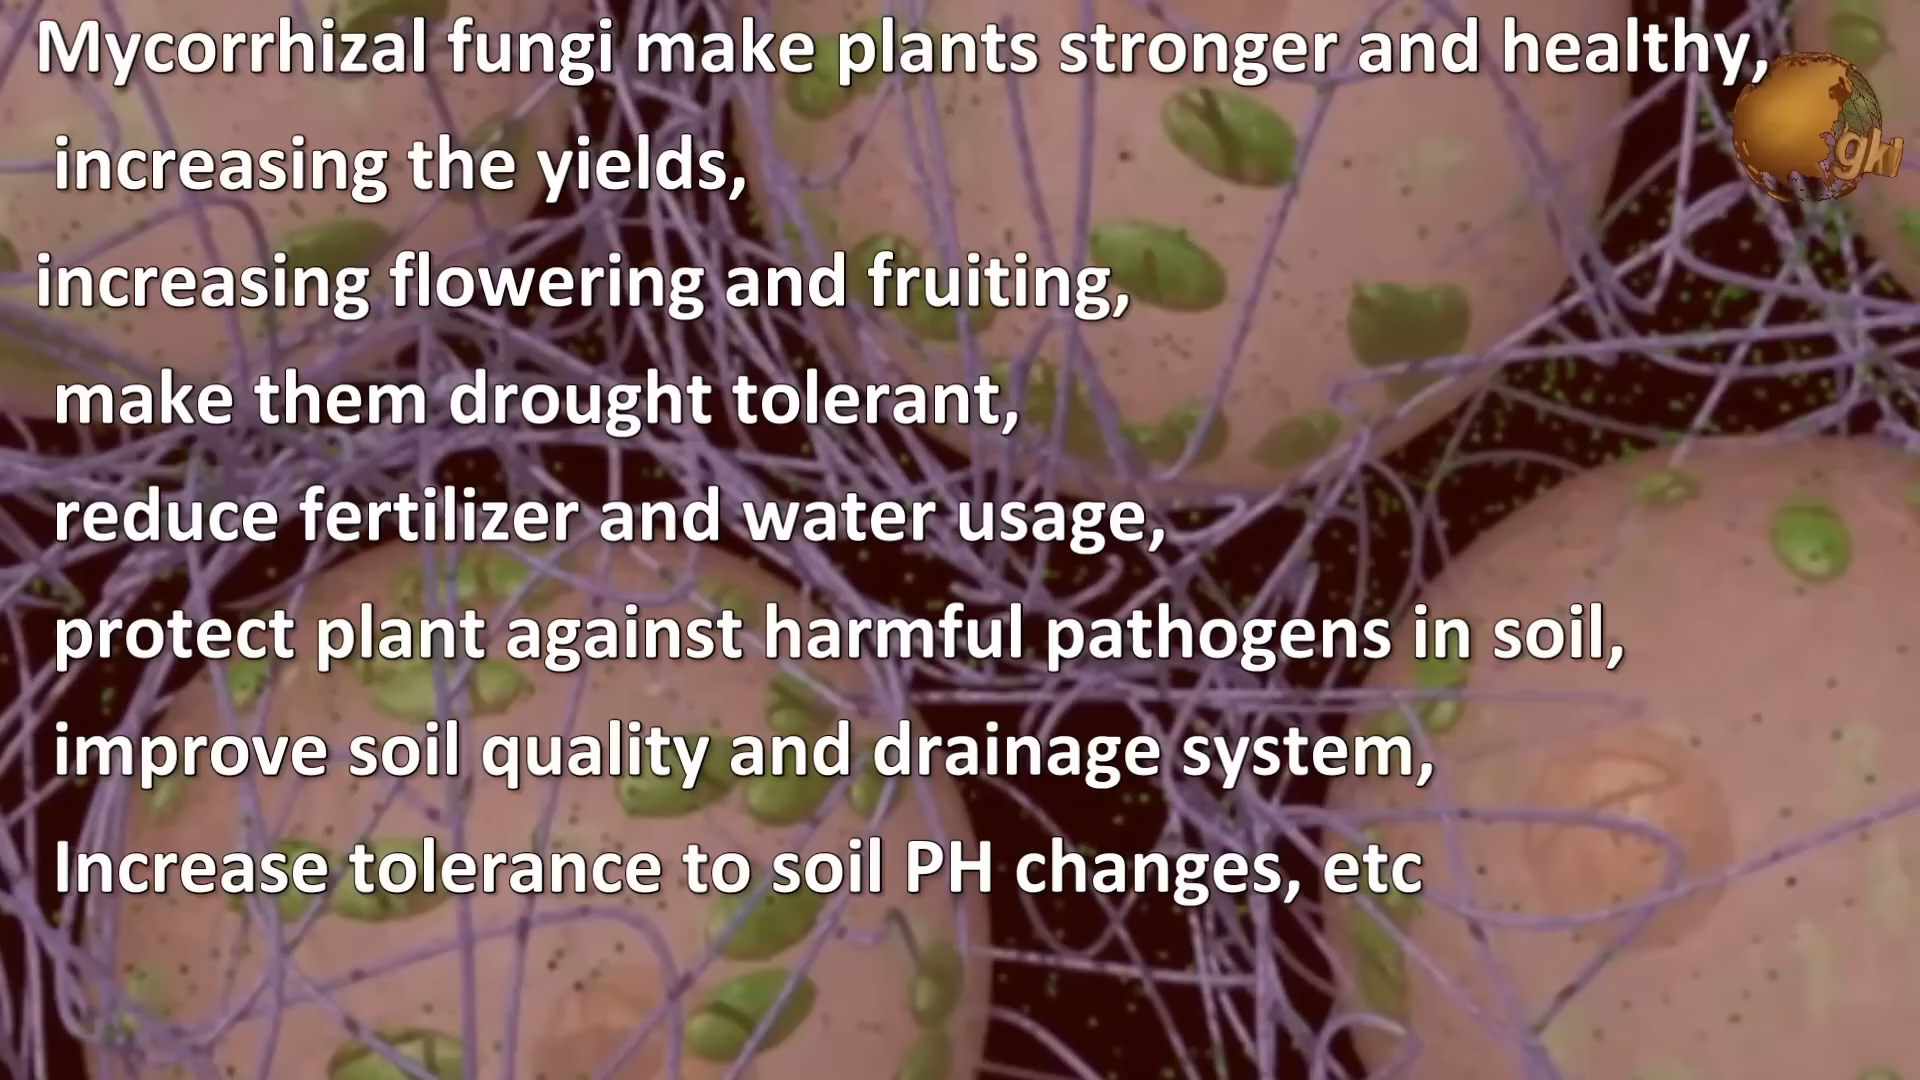 Mycorrhizal fungi make plants stronger and healthy,
increasing the yields,
increasing flowering and fruiting,
make them drought tolerant,
reduce fertilizer and water usage,
protect plant against harmful pathogens in soil,
improve soil quality and drainage system,
Increase tolerance to soil PH changes, etc
gki